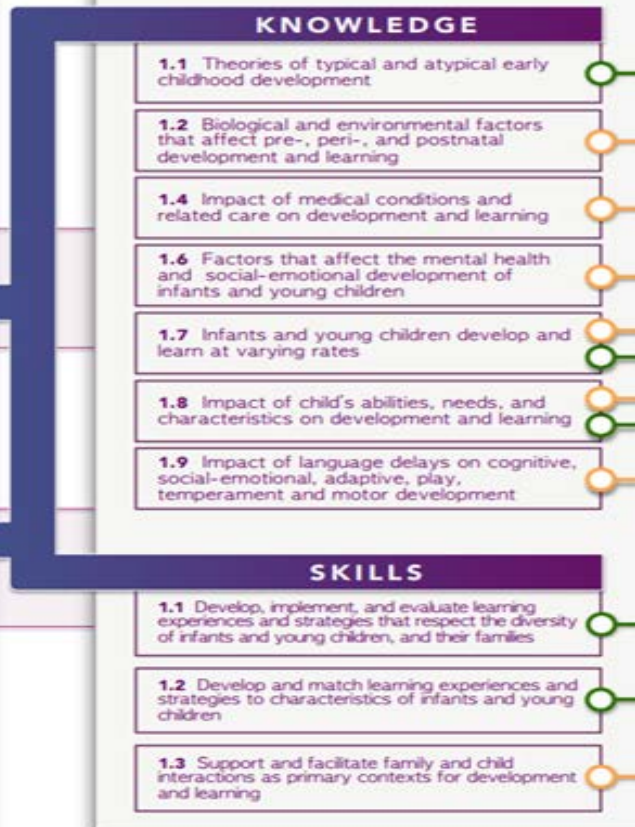 KNOWLEDGE
1.1 Theories of typical and atypical early
childhood development
1.2 Biological and environmental factors
that affect pre-, peri-, and postnatal
development and learning
1.4 Impact of medical conditions and
related care on development and learning
1.6 Factors that affect the mental health
and social-emotional development of
infants and young children
1.7 Infants and young children develop and
learn at varying rates
1.8 Impact of child's abilities, needs, and
characteristics on development and learning
1.9 Impact of language delays on cognitive,
social-emotional, adaptive, play,
temperament and motor development
SKILLS
1.1 Develop, implement, and evaluate learning
experiences and strategies that respect the diversity
of infants and young children, and their families
1.2 Develop and match learning experiences and
strategies to characteristics of infants and young
children
1.3 Support and facilitate family and child
interactions as primary contexts for development
and learning